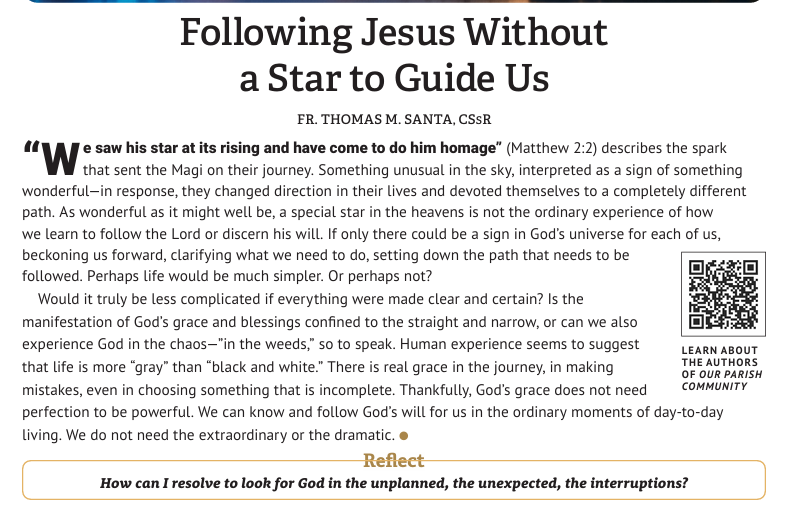 Following Jesus Without
a Star to Guide Us
FR. THOMAS M. SANTA, CSsR
“We saw his star at its rising and have come to do him homage” (Matthew 2:2) describes the spark
that sent the Magi on their journey. Something unusual in the sky, interpreted as a sign of something
wonderful—in response, they changed direction in their lives and devoted themselves to a completely different
path. As wonderful as it might well be, a special star in the heavens is not the ordinary experience of how
we learn to follow the Lord or discern his will. If only there could be a sign in God’s universe for each of us,
beckoning us forward, clarifying what we need to do, setting down the path that needs to be
followed. Perhaps life would be much simpler. Or perhaps not?
Would it truly be less complicated if everything were made clear and certain? Is the
manifestation of God’s grace and blessings confined to the straight and narrow, or can we also
experience God in the chaos—”in the weeds,” so to speak. Human experience seems to suggest
that life is more “gray” than “black and white.” There is real grace in the journey, in making
mistakes, even in choosing something that is incomplete. Thankfully, God’s grace does not need
perfection to be powerful. We can know and follow God’s will for us in the ordinary moments of day-to-day
living. We do not need the extraordinary or the dramatic.
LEARN ABOUT
THE AUTHORS
OF OUR PARISH
COMMUNITY
Reflect
How can I resolve to look for God in the unplanned, the unexpected, the interruptions?